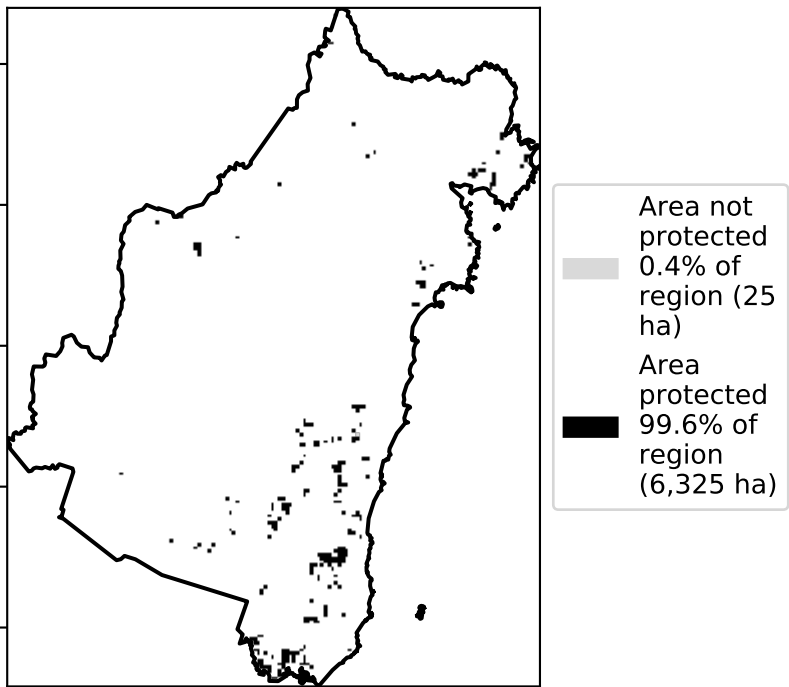 Area not
protected
0.4% of
region (25
ha)
Area
protected
99.6% of
region
(6,325 ha)